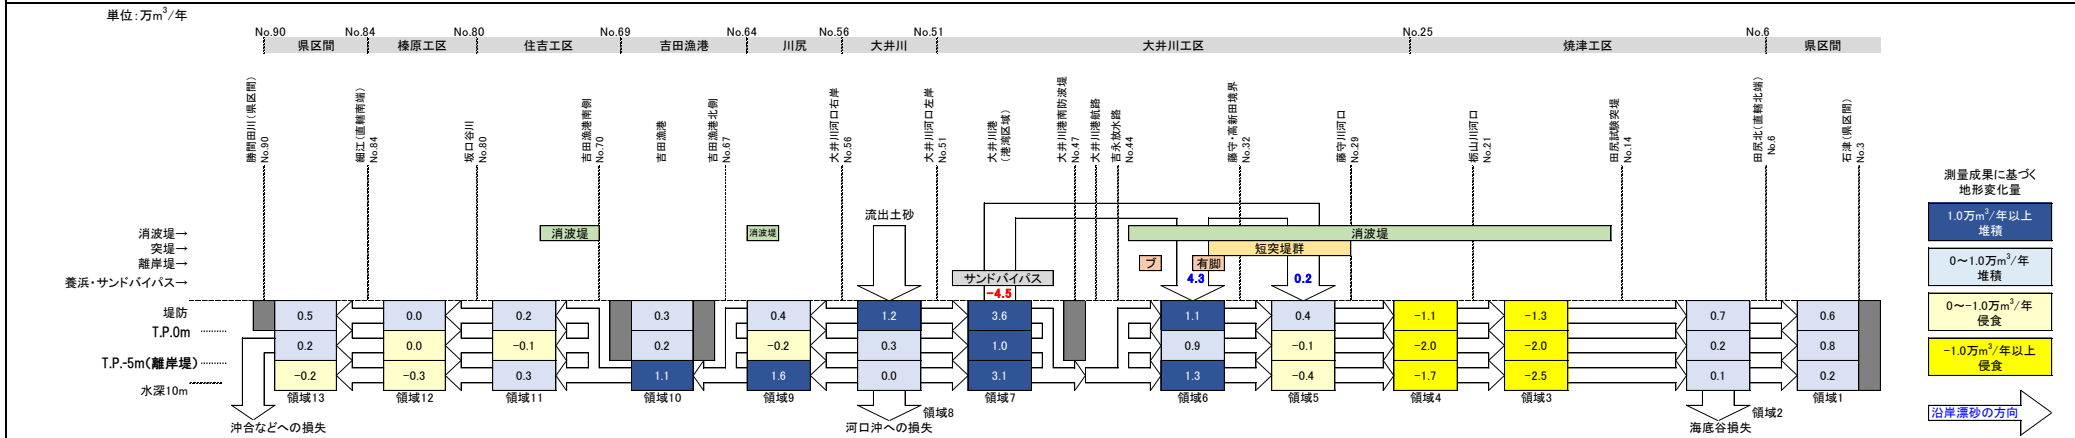 単位：万m³/年
No.90 No.84 No.80 No.69 No.64 No.56 No.51 No.25 No.6
県区間 榛原工区 住吉工区 吉田漁港 川尻 大井川 大井川工区 焼津工区 県区間
勝間田川（県区間）
No.90
細江（直轄南端）
No.84
坂口谷川
No.80
吉田漁港南側
No.70
吉田漁港
吉田漁港北側
No.67
大井川河口右岸
No.56
大井川河口左岸
No.51
大井川港
（港湾区域）
大井川港南防波堤
No.47
大井川港航路
吉永放水路
No.44
藤守・高新田境界
No.32
藤守川河口
No.29
栃山川河口
No.21
田尻試験突堤
No.14
田尻北（直轄北端）
No.6
石津（県区間）
No.3
測量成果に基づく
地形変化量
1.0万m³/年以上
堆積
0～1.0万m³/年
堆積
0～-1.0万m³/年
侵食
-1.0万m³/年以上
侵食
沿岸漂砂の方向
流出土砂
消波堤→
消波堤 消波堤 消波堤
突堤→
短突堤群
離岸堤→
ブ 有脚
養浜・サンドバイパス→
サンドバイパス
-4.5 4.3 0.2
堤防
0.5 0.0 0.2 0.3 0.4 1.2 3.6 1.1 0.4 -1.1 -1.3 0.7 0.6
T.P.0m
0.2 0.0 -0.1 0.2 -0.2 0.3 1.0 0.9 -0.1 -2.0 -2.0 0.2 0.8
T.P.-5m(離岸堤)
-0.2 -0.3 0.3 1.1 1.6 0.0 3.1 1.3 -0.4 -1.7 -2.5 0.1 0.2
水深10m
領域13 領域12 領域11 領域10 領域9 領域8 領域7 領域6 領域5 領域4 領域3 領域2 領域1
沖合などへの損失 河口沖への損失 海底谷損失